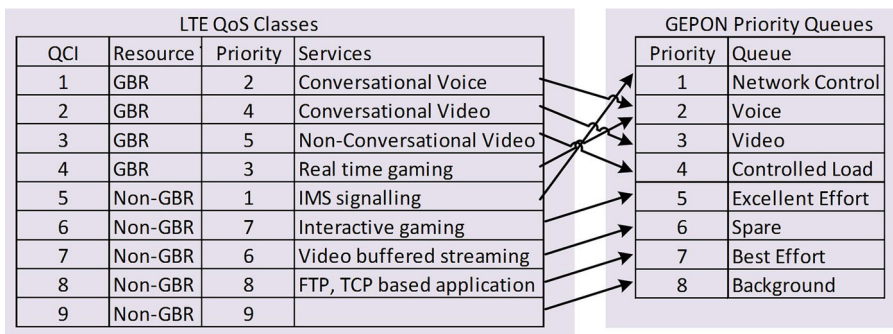 LTE QoS Classes
QCI Resource Priority Services
1 GBR 2 Conversational Voice
2 GBR 4 Conversational Video
3 GBR 5 Non-Conversational Video
4 GBR 3 Real time gaming
5 Non-GBR 1 IMS signalling
6 Non-GBR 7 Interactive gaming
7 Non-GBR 6 Video buffered streaming
8 Non-GBR 8 FTP, TCP based application
9 Non-GBR 9
GEPON Priority Queues
Priority Queue
1 Network Control
2 Voice
3 Video
4 Controlled Load
5 Excellent Effort
6 Spare
7 Best Effort
8 Background